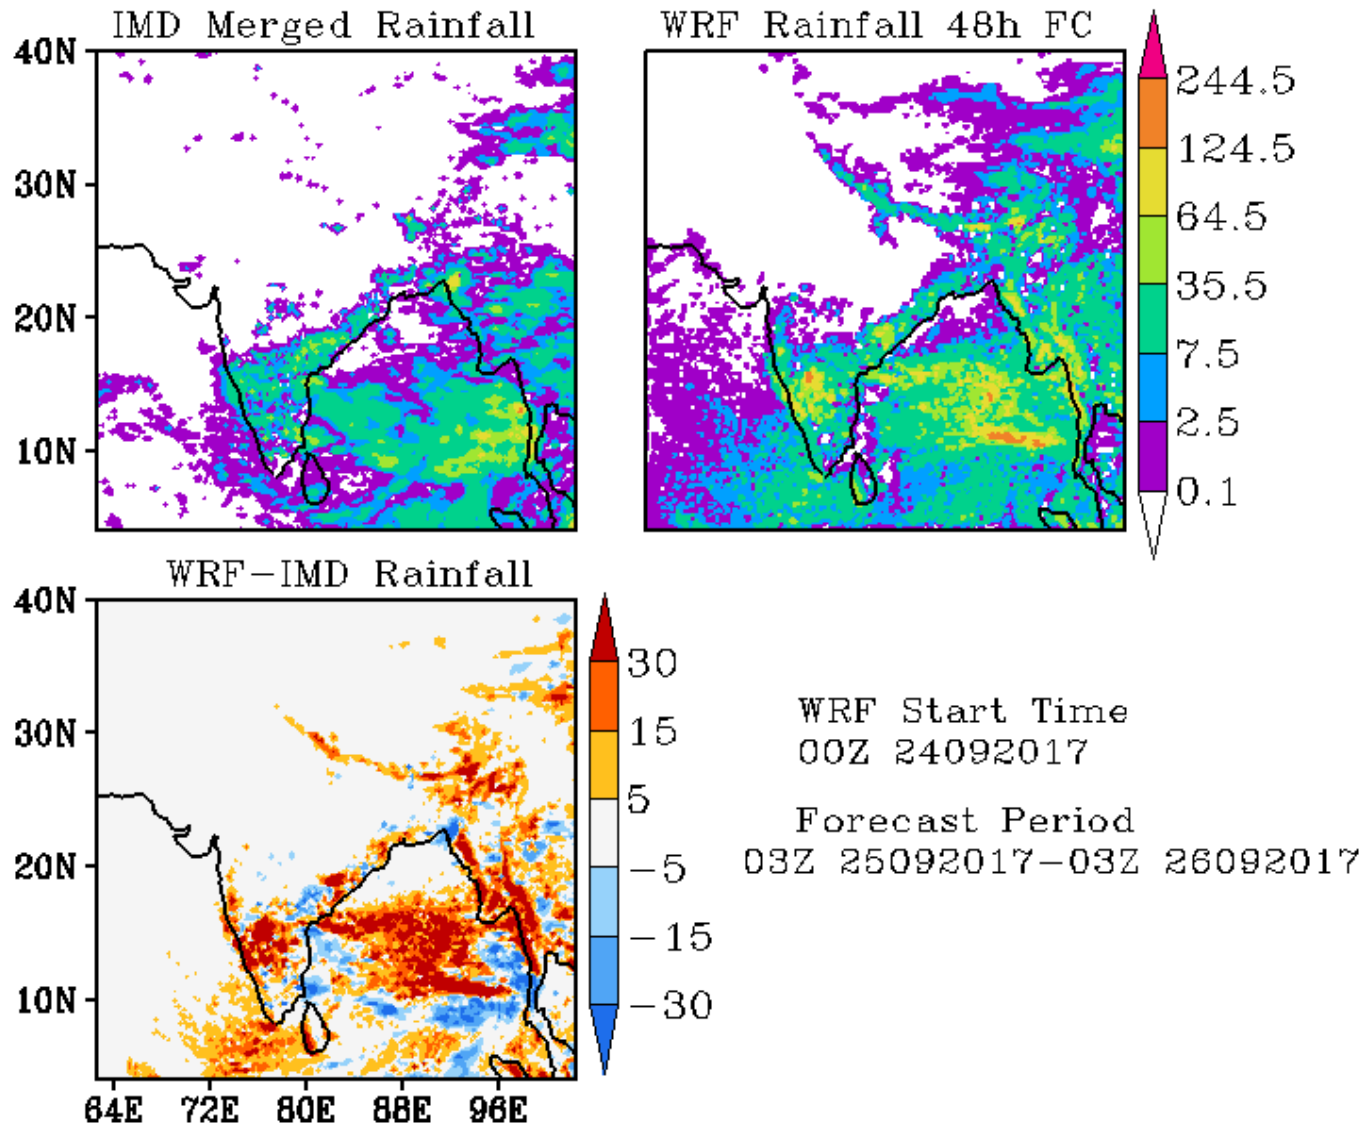 IMD Merged Rainfall
WRF Rainfall 48h FC
40N
30N
20N
10N
244.5
124.5
64.5
35.5
7.5
2.5
0.1
WRF-IMD Rainfall
40N
30N
20N
10N
64E 72E 80E 88E 96E
30
15
5
-5
-15
-30
WRF Start Time
00Z 24092017
Forecast Period
03Z 25092017-03Z 26092017